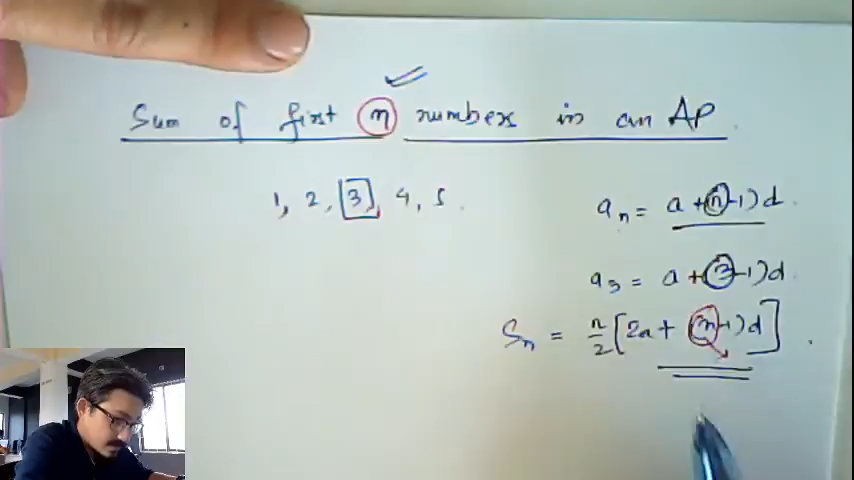 Sum of first n numbers in an AP.
1, 2, 3, 4, 5.
aₙ = a + (n-1)d.
a₃ = a + (3-1)d
Sₙ = n/2 [2a + (n-1)d].